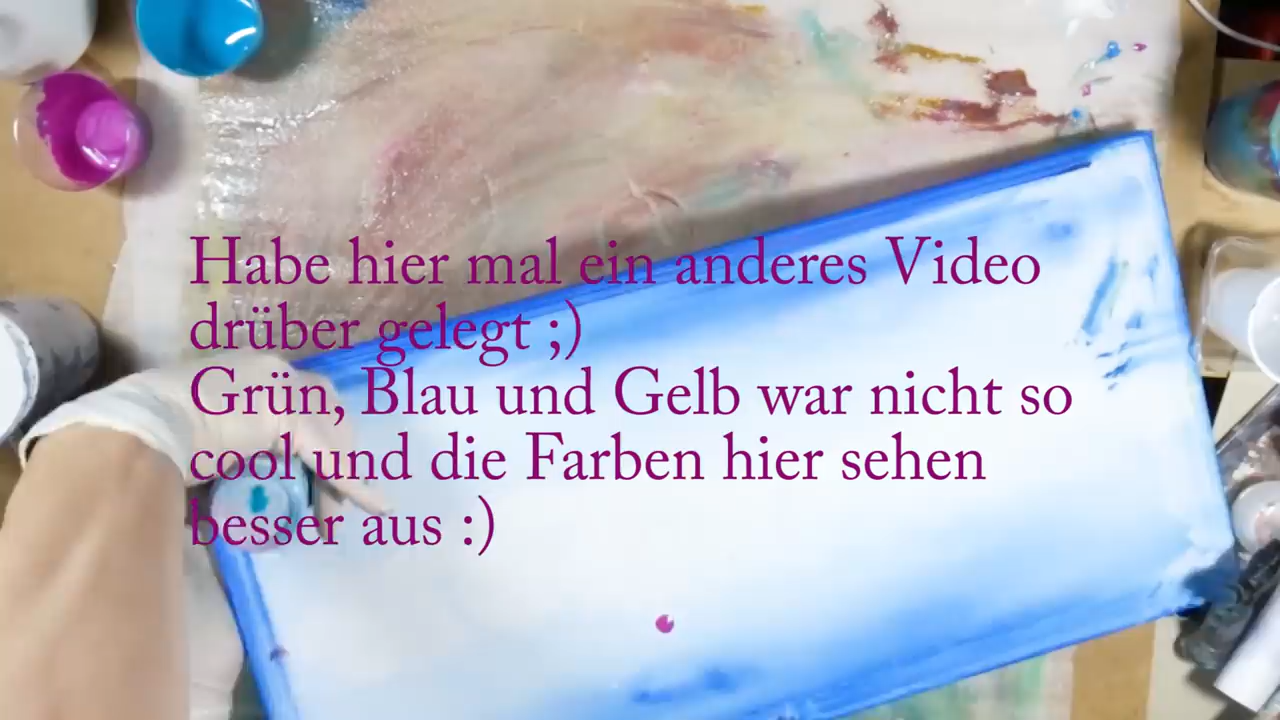 Habe hier mal ein anderes Video
drüber gelegt ;)
Grün, Blau und Gelb war nicht so
cool und die Farben hier sehen
besser aus :)